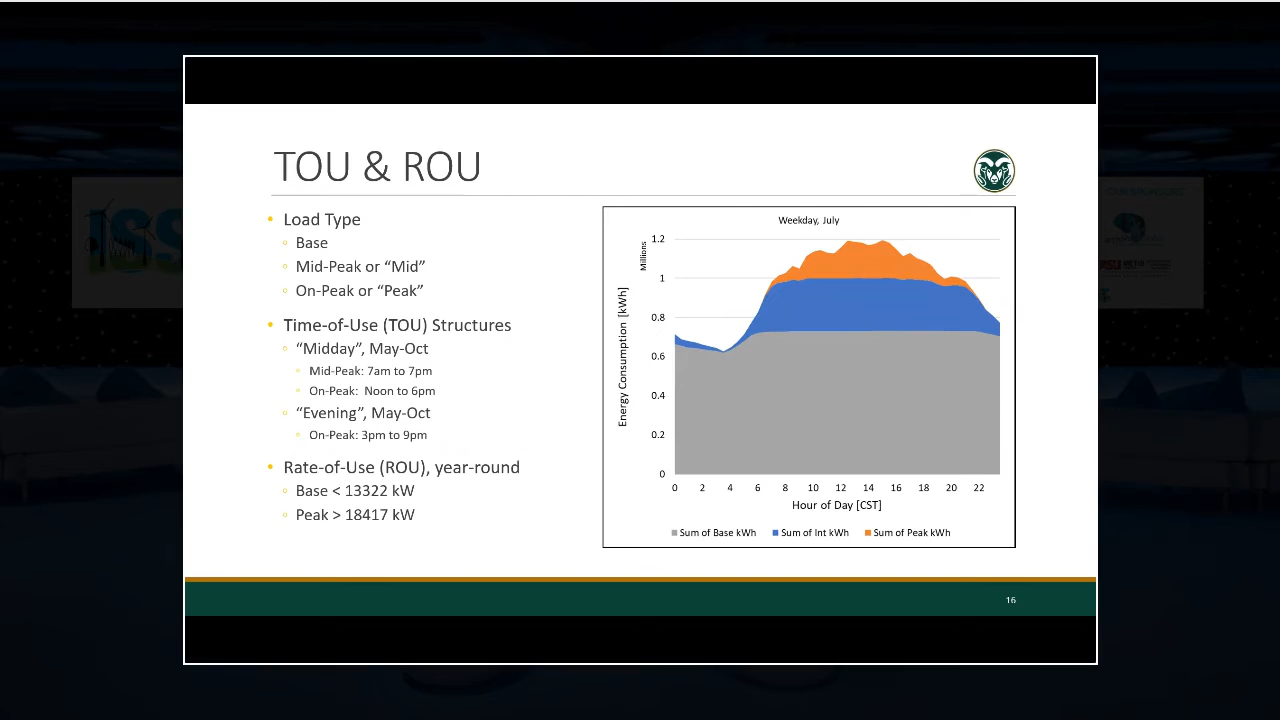 TOU & ROU
• Load Type
◦ Base
◦ Mid-Peak or “Mid”
◦ On-Peak or “Peak”
• Time-of-Use (TOU) Structures
◦ “Midday”, May-Oct
◦ Mid-Peak: 7am to 7pm
◦ On-Peak: Noon to 6pm
◦ “Evening”, May-Oct
◦ On-Peak: 3pm to 9pm
• Rate-of-Use (ROU), year-round
◦ Base < 13322 kW
◦ Peak > 18417 kW
Weekday, July
Millions
Energy Consumption [kWh]
1.2
1
0.8
0.6
0.4
0.2
0
0 2 4 6 8 10 12 14 16 18 20 22
Hour of Day [CST]
Sum of Base kWh Sum of Int kWh Sum of Peak kWh
16
ISS